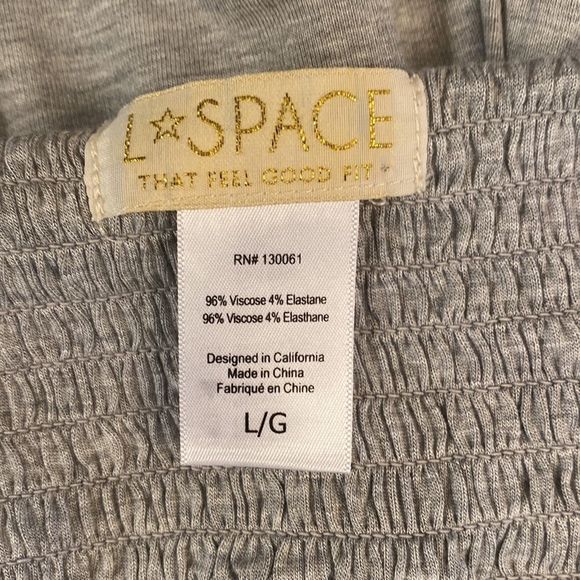 L☆SPACE
THAT FEEL GOOD FIT
RN# 130061
96% Viscose 4% Elastane
96% Viscose 4% Elasthane
Designed in California
Made in China
Fabriqué en Chine
L/G